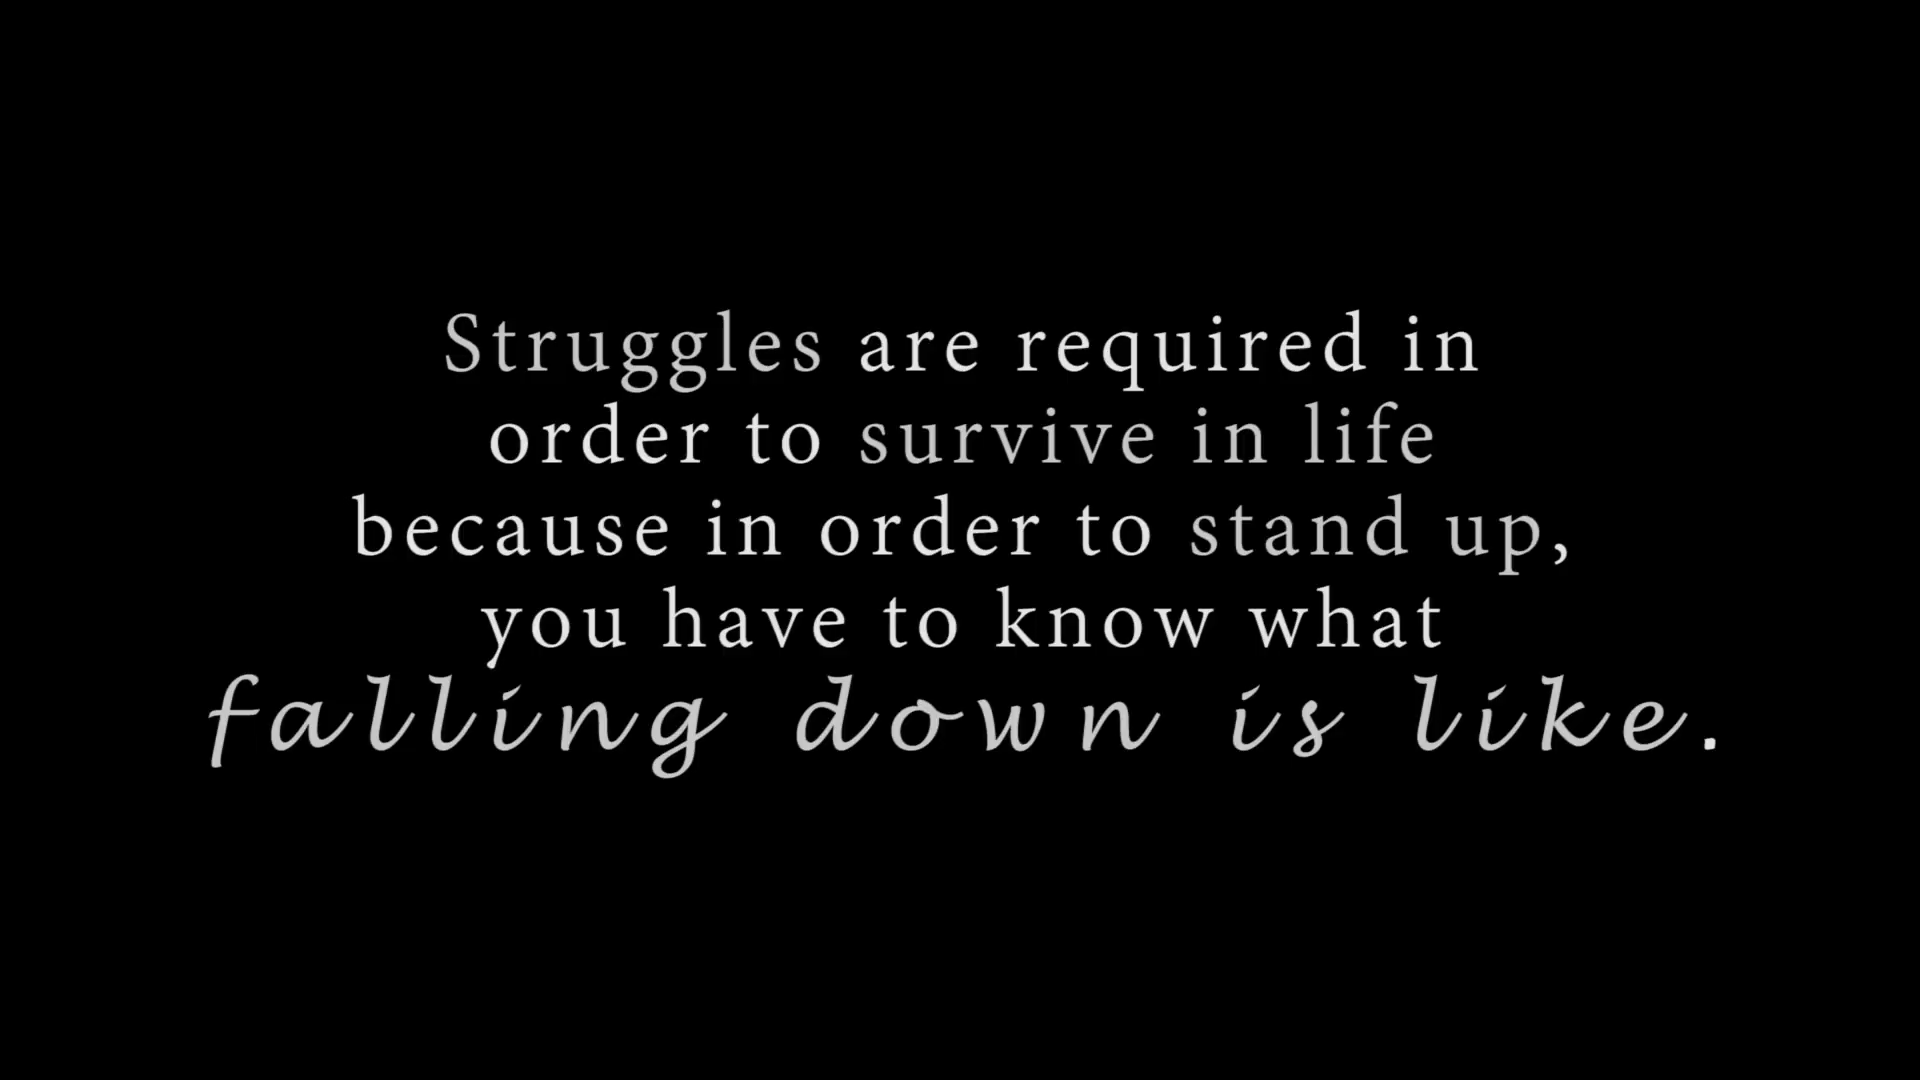 Struggles are required in
order to survive in life
because in order to stand up,
you have to know what
falling down is like.